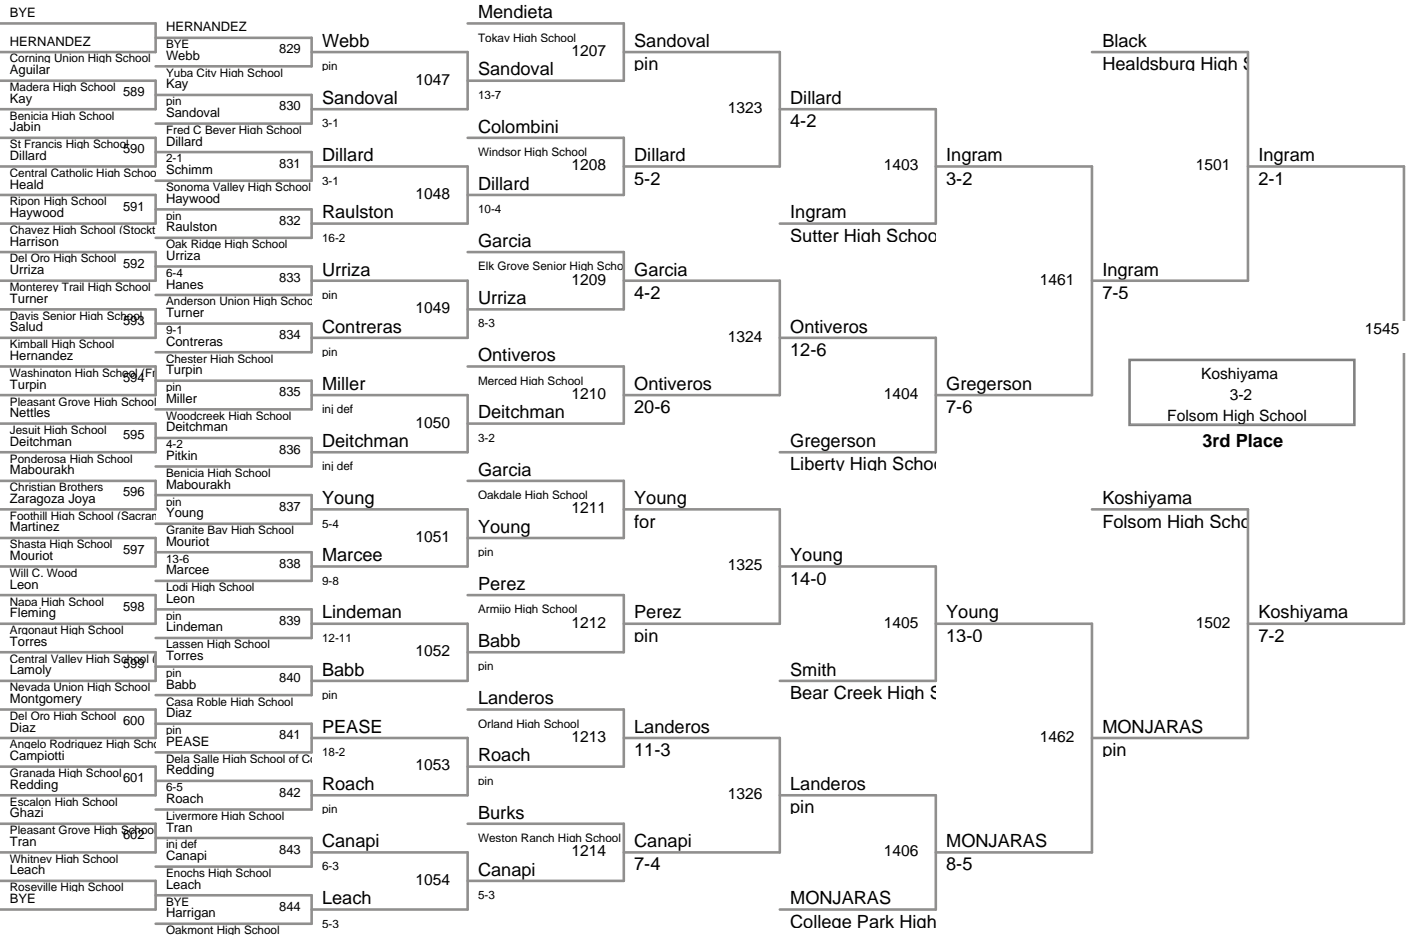 BYE
HERNANDEZ
Corning Union High School
Aguilar
Madera High School
589
Kay
Benicia High School
Jabin
St Francis High School
590
Dillard
Central Catholic High Schoo
Heald
Ripon High School
591
Haywood
Chavez High School (Stockt
Harrison
Del Oro High School
592
Urriza
Monterey Trail High School
Turner
Davis Senior High School
593
Salud
Kimball High School
Hernandez
Washington High School (Fr
594
Turpin
Pleasant Grove High School
Nettles
Jesuit High School
595
Deitchman
Ponderosa High School
Mabourakh
Christian Brothers
596
Zaragoza Joya
Foothill High School (Sacram
Martinez
Shasta High School
597
Mouriot
Will C. Wood
Leon
Napa High School
598
Fleming
Argonaut High School
Torres
Central Valley High School (
599
Lamoly
Nevada Union High School
Montgomery
Del Oro High School
600
Diaz
Angelo Rodriguez High Scho
Campiotti
Granada High School
601
Redding
Escalon High School
Ghazi
Pleasant Grove High School
602
Tran
Whitney High School
Leach
Roseville High School
BYE
HERNANDEZ
BYE
829
Webb
Yuba City High School
Kay
pin
830
Sandoval
Fred C Beyer High School
Dillard
2-1
831
Schimm
Sonoma Valley High School
Haywood
pin
832
Raulston
Oak Ridge High School
Urriza
6-4
833
Hanes
Anderson Union High School
Turner
9-1
834
Contreras
Chester High School
Turpin
pin
835
Miller
Woodcreek High School
Deitchman
4-2
836
Pitkin
Benicia High School
Mabourakh
pin
837
Young
Granite Bay High School
Mouriot
13-6
838
Marcee
Lodi High School
Leon
pin
839
Lindeman
Lassen High School
Torres
pin
840
Babb
Casa Roble High School
Diaz
pin
841
PEASE
Dela Salle High School of Co
Redding
6-5
842
Roach
Livermore High School
Tran
inj def
843
Canapi
Enochs High School
Leach
BYE
844
Harrigan
Oakmont High School
Webb
pin
1047
Sandoval
3-1
Dillard
3-1
1048
Raulston
16-2
Urriza
pin
1049
Contreras
pin
Miller
inj def
1050
Deitchman
inj def
Young
5-4
1051
Marcee
9-8
Lindeman
12-11
1052
Babb
pin
PEASE
18-2
1053
Roach
pin
Canapi
6-3
1054
Leach
5-3
Mendieta
Tokay High School
1207
Sandoval
13-7
Colombini
Windsor High School
1208
Dillard
10-4
Garcia
Elk Grove Senior High Scho
1209
Urriza
8-3
Ontiveros
Merced High School
1210
Deitchman
3-2
Garcia
Oakdale High School
1211
Young
pin
Perez
Armijo High School
1212
Babb
pin
Landeros
Orland High School
1213
Roach
pin
Burks
Weston Ranch High School
1214
Canapi
5-3
Sandoval
pin
1323
Dillard
5-2
Garcia
4-2
1324
Ontiveros
20-6
Young
for
1325
Perez
pin
Landeros
11-3
1326
Canapi
7-4
Dillard
4-2
1403
Ingram
Sutter High Schoo
Ontiveros
12-6
1404
Gregerson
Liberty High Schoo
Young
14-0
1405
Smith
Bear Creek High S
Landeros
pin
1406
MONJARAS
College Park High
Ingram
3-2
1461
Gregerson
7-6
Young
13-0
1462
MONJARAS
8-5
Black
Healdsburg High S
1501
Ingram
7-5
Koshiyama
Folsom High Scho
1502
MONJARAS
pin
Ingram
2-1
1545
Koshiyama
7-2
Koshiyama
3-2
Folsom High School
3rd Place